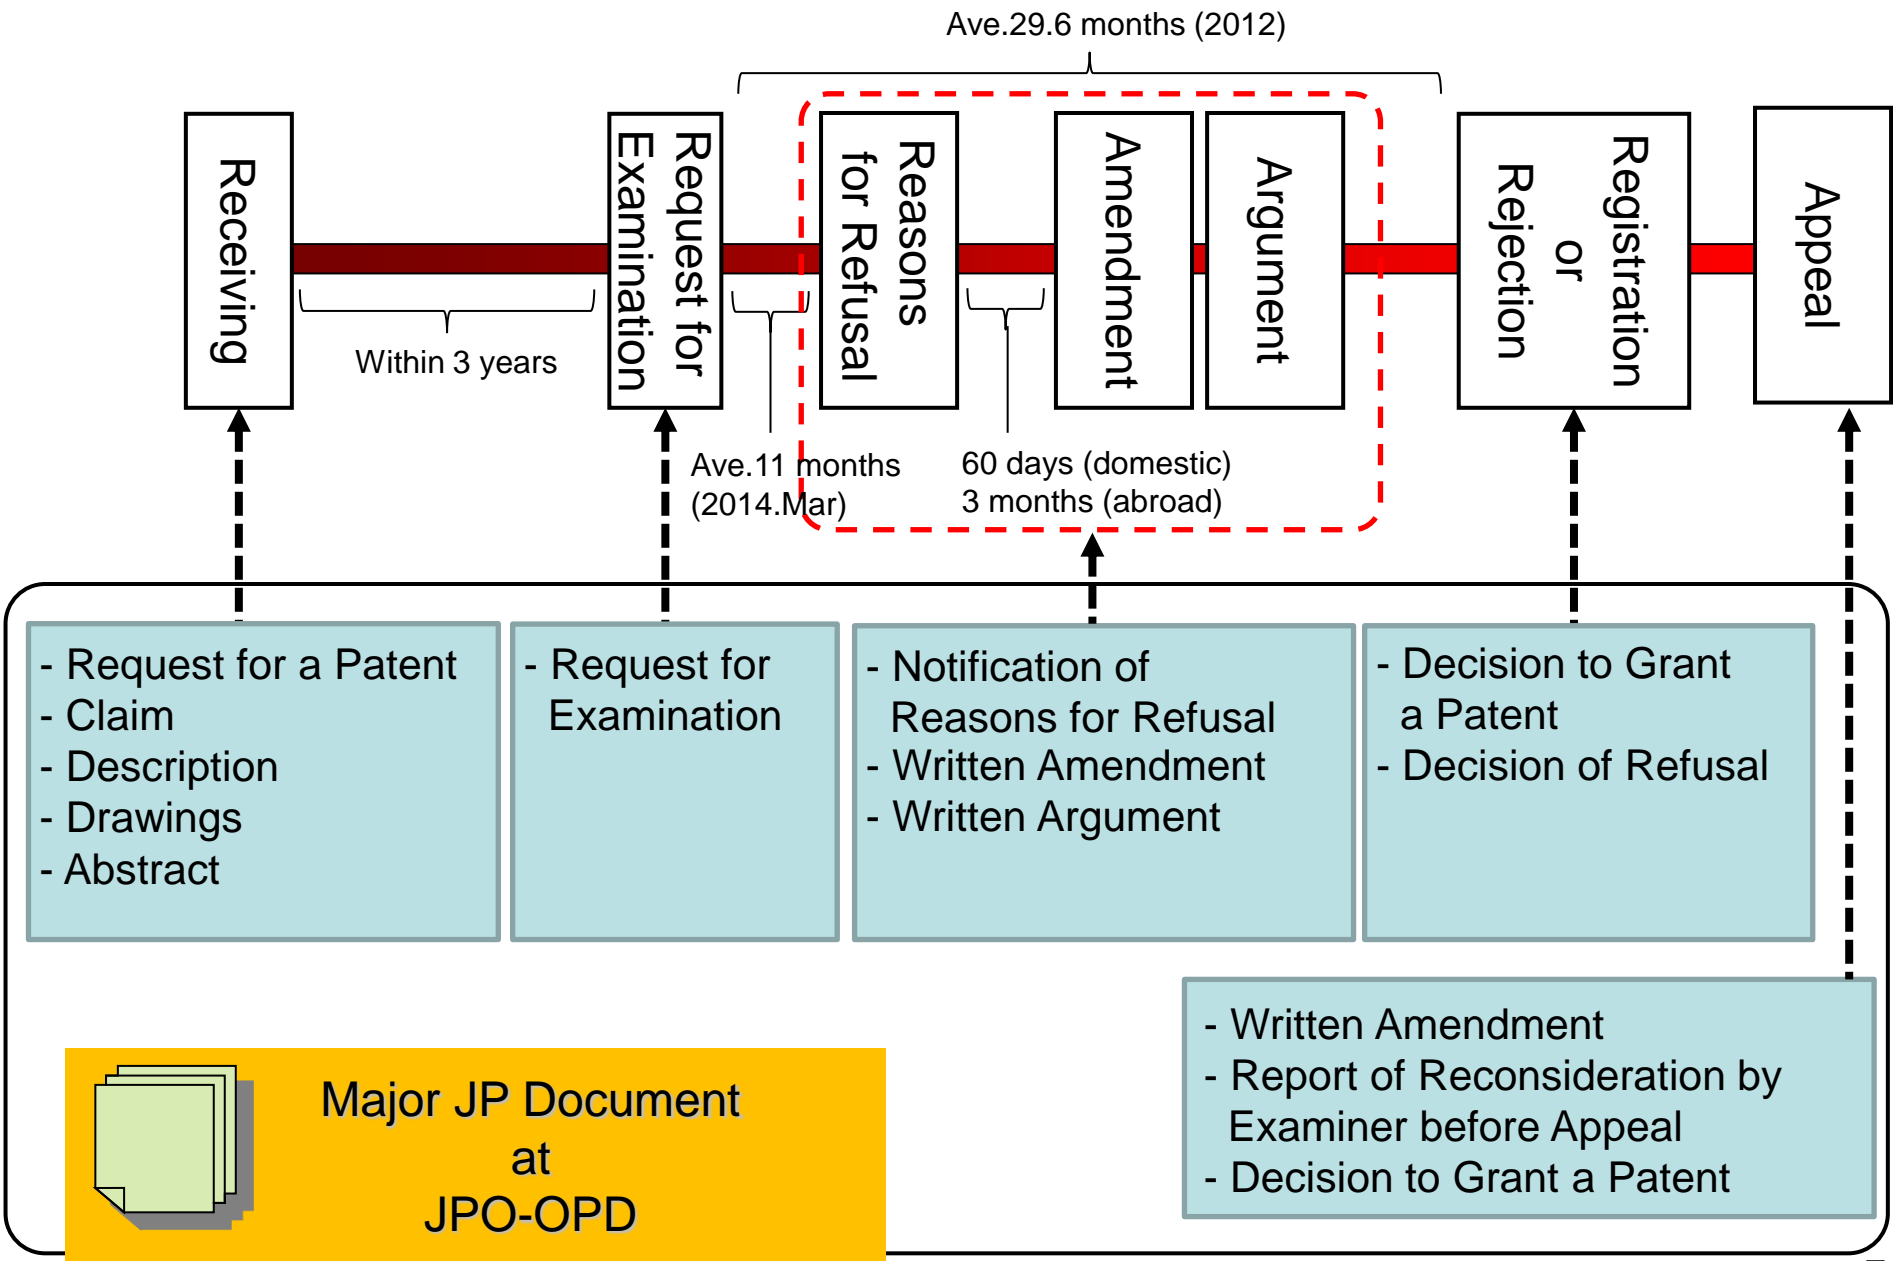 Ave.29.6 months (2012)
Receiving
Request for
Examination
Reasons
for Refusal
Amendment
Argument
Registration
or
Rejection
Appeal
Within 3 years
Ave.11 months
(2014.Mar)
60 days (domestic)
3 months (abroad)
- Request for a Patent
- Claim
- Description
- Drawings
- Abstract
- Request for
Examination
- Notification of
Reasons for Refusal
- Written Amendment
- Written Argument
- Decision to Grant
a Patent
- Decision of Refusal
- Written Amendment
- Report of Reconsideration by
Examiner before Appeal
- Decision to Grant a Patent
Major JP Document
at
JPO-OPD